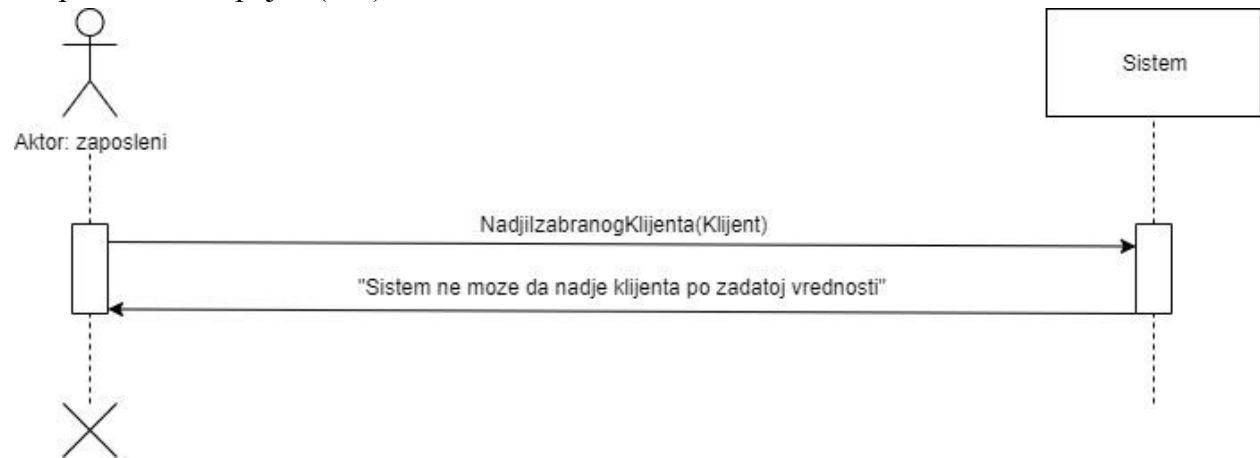 Sistem
Aktor: zaposleni
NadjiIzabranogKlijenta(Klijent)
"Sistem ne moze da nadje klijenta po zadatoj vrednosti"